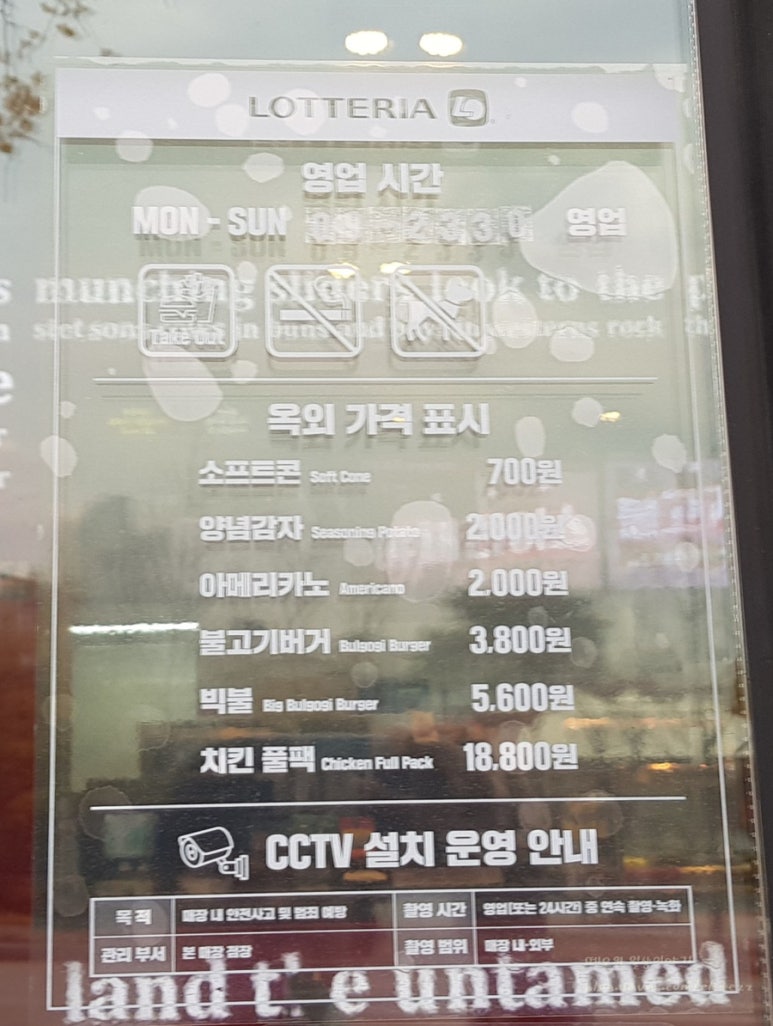 LOTTERIA
영업 시간
MON - SUN 영업
Take out
munching sliders look to the
옥외 가격 표시
소프트콘 Soft Cone 700원
양념감자 Seasoning Potato 2,000원
아메리카노 Americano 2,000원
불고기버거 Bulgogi Burger 3,800원
빅불 Big Bulgogi Burger 5,600원
치킨 풀팩 Chicken Full Pack 18,800원
CCTV 설치 운영 안내
목적 매장 내 안전사고 및 범죄 예방 촬영 시간 영업(또는 24시간) 중 연속 촬영·녹화
관리 부서 본 매장 점장 촬영 범위 매장 내·외부
land t' e untamed